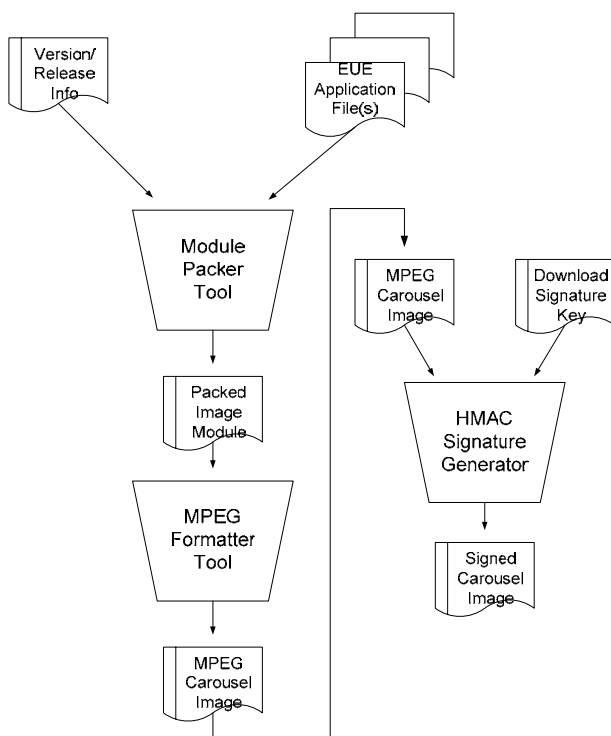 Version/
Release
Info
EUE
Application
File(s)
Module
Packer
Tool
Packed
Image
Module
MPEG
Formatter
Tool
MPEG
Carousel
Image
MPEG
Carousel
Image
Download
Signature
Key
HMAC
Signature
Generator
Signed
Carousel
Image